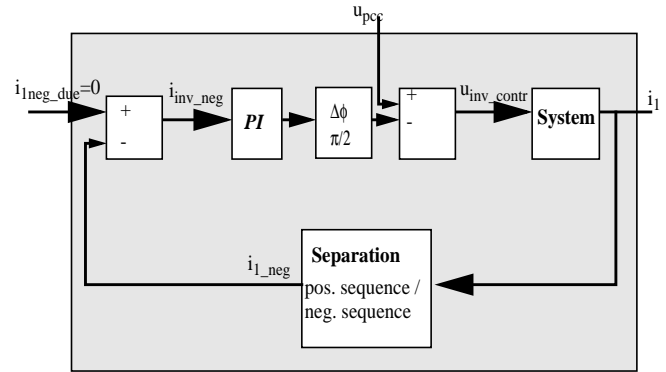 u_pcc
i_1neg_due=0
+
-
i_inv_neg
PI
Δϕ
π/2
+
-
u_inv_contr
System
i_1
i_1_neg
Separation
pos. sequence /
neg. sequence